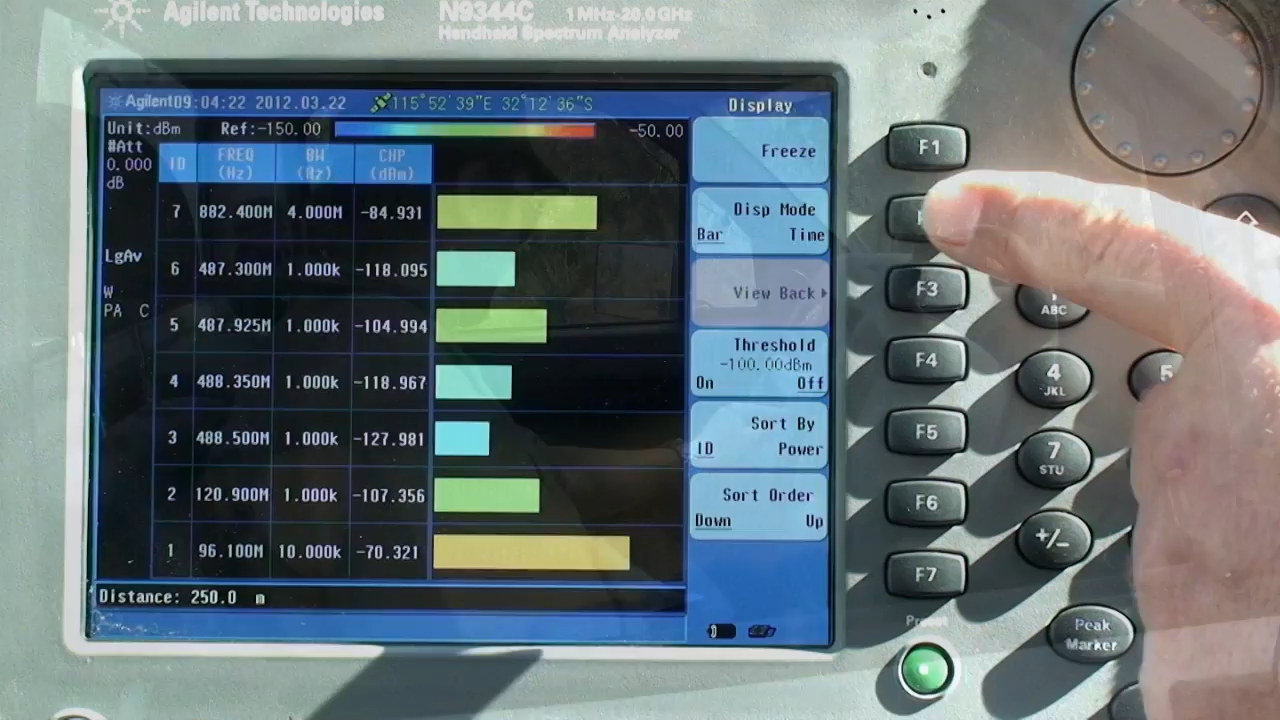 Agilent Technologies
N9344C 1 MHz-20.0 GHz
Handheld Spectrum Analyzer
Agilent 09:04:22 2012.03.22 115°52'39"E 32°12'36"S
Display
Unit:dBm Ref:-150.00 -50.00
#Att
0.000
dB
LgAv
W
PA C
ID FREQ (Hz) BW (Hz) CHP (dBm)
7 882.400M 4.000M -84.931
6 487.300M 1.000k -118.095
5 487.925M 1.000k -104.994
4 488.350M 1.000k -118.967
3 488.500M 1.000k -127.981
2 120.900M 1.000k -107.356
1 96.100M 10.000k -70.321
Distance: 250.0 m
Freeze
Disp Mode
Bar Time
View Back
Threshold
-100.00dBm
On Off
Sort By
ID Power
Sort Order
Down Up
F1
F3
F4
F5
F6
F7
ABC
4
JKL
5
7
STU
+/-
Preset
Peak
Marker